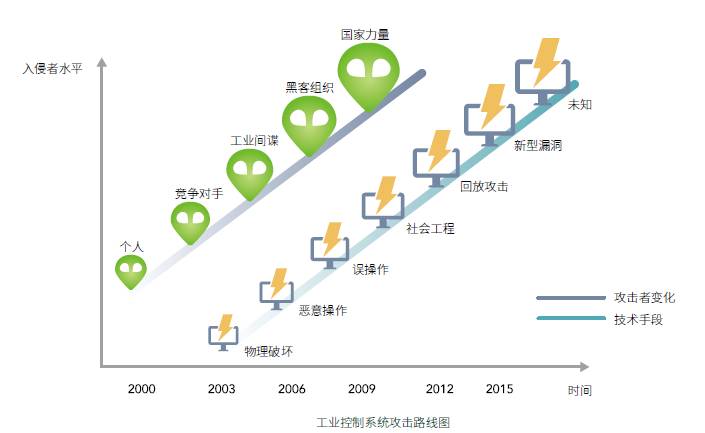 国家力量
入侵者水平
黑客组织
未知
工业间谍
新型漏洞
竞争对手
回放攻击
个人
社会工程
误操作
恶意操作
物理破坏
攻击者变化
技术手段
2000 2003 2006 2009 2012 2015 时间
工业控制系统攻击路线图